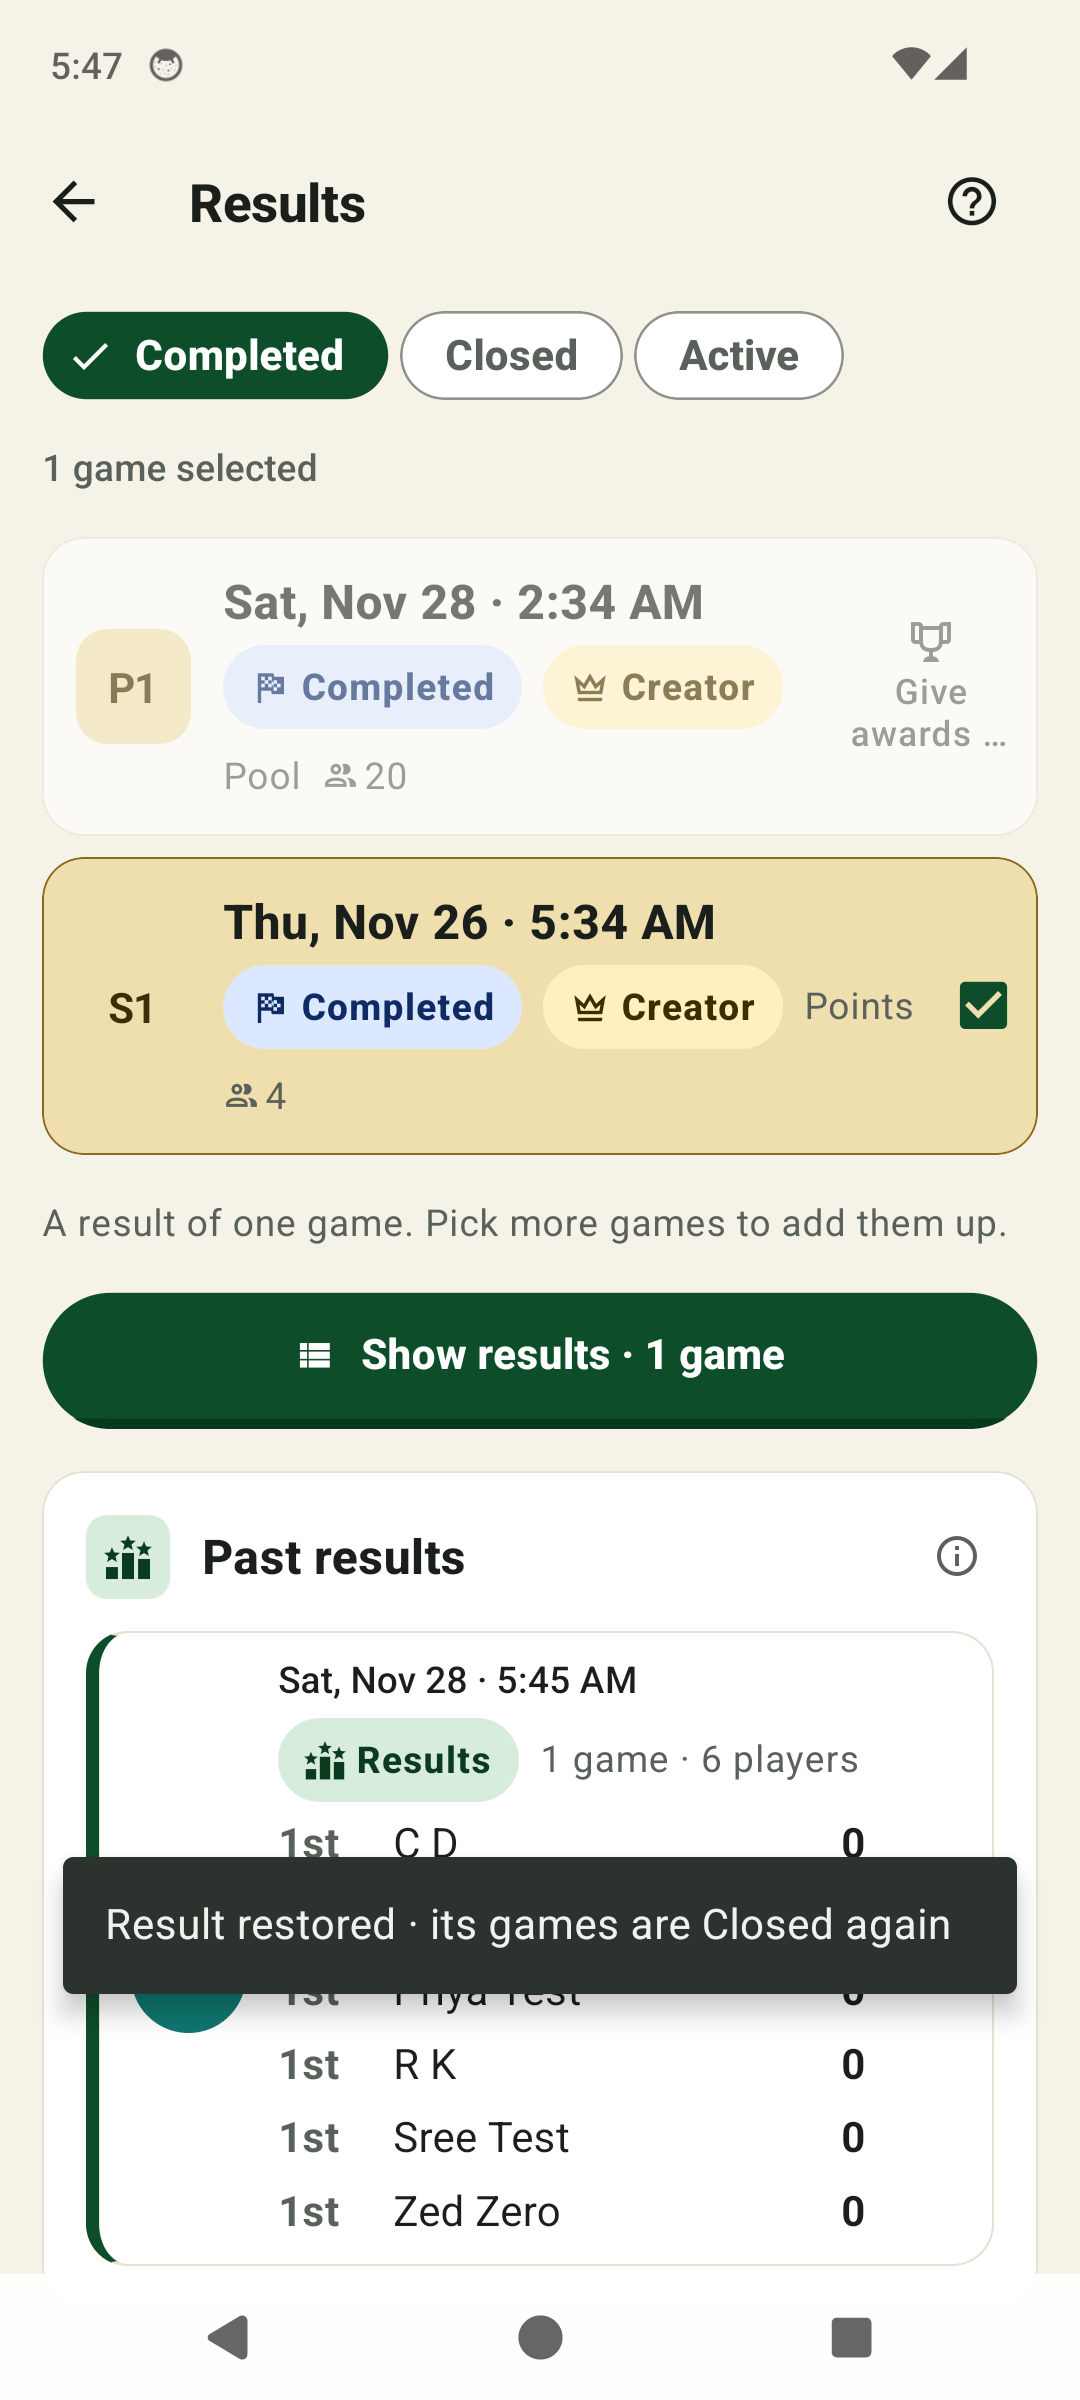 5:47
Results
Completed
Closed
Active
1 game selected
Sat, Nov 28 · 2:34 AM
P1
Completed
Creator
Give
awards ...
Pool 20
Thu, Nov 26 · 5:34 AM
S1
Completed
Creator
Points
4
A result of one game. Pick more games to add them up.
Show results · 1 game
Past results
Sat, Nov 28 · 5:45 AM
Results
1 game · 6 players
1st C D 0
Result restored · its games are Closed again
1st Priya Test 0
1st R K 0
1st Sree Test 0
1st Zed Zero 0